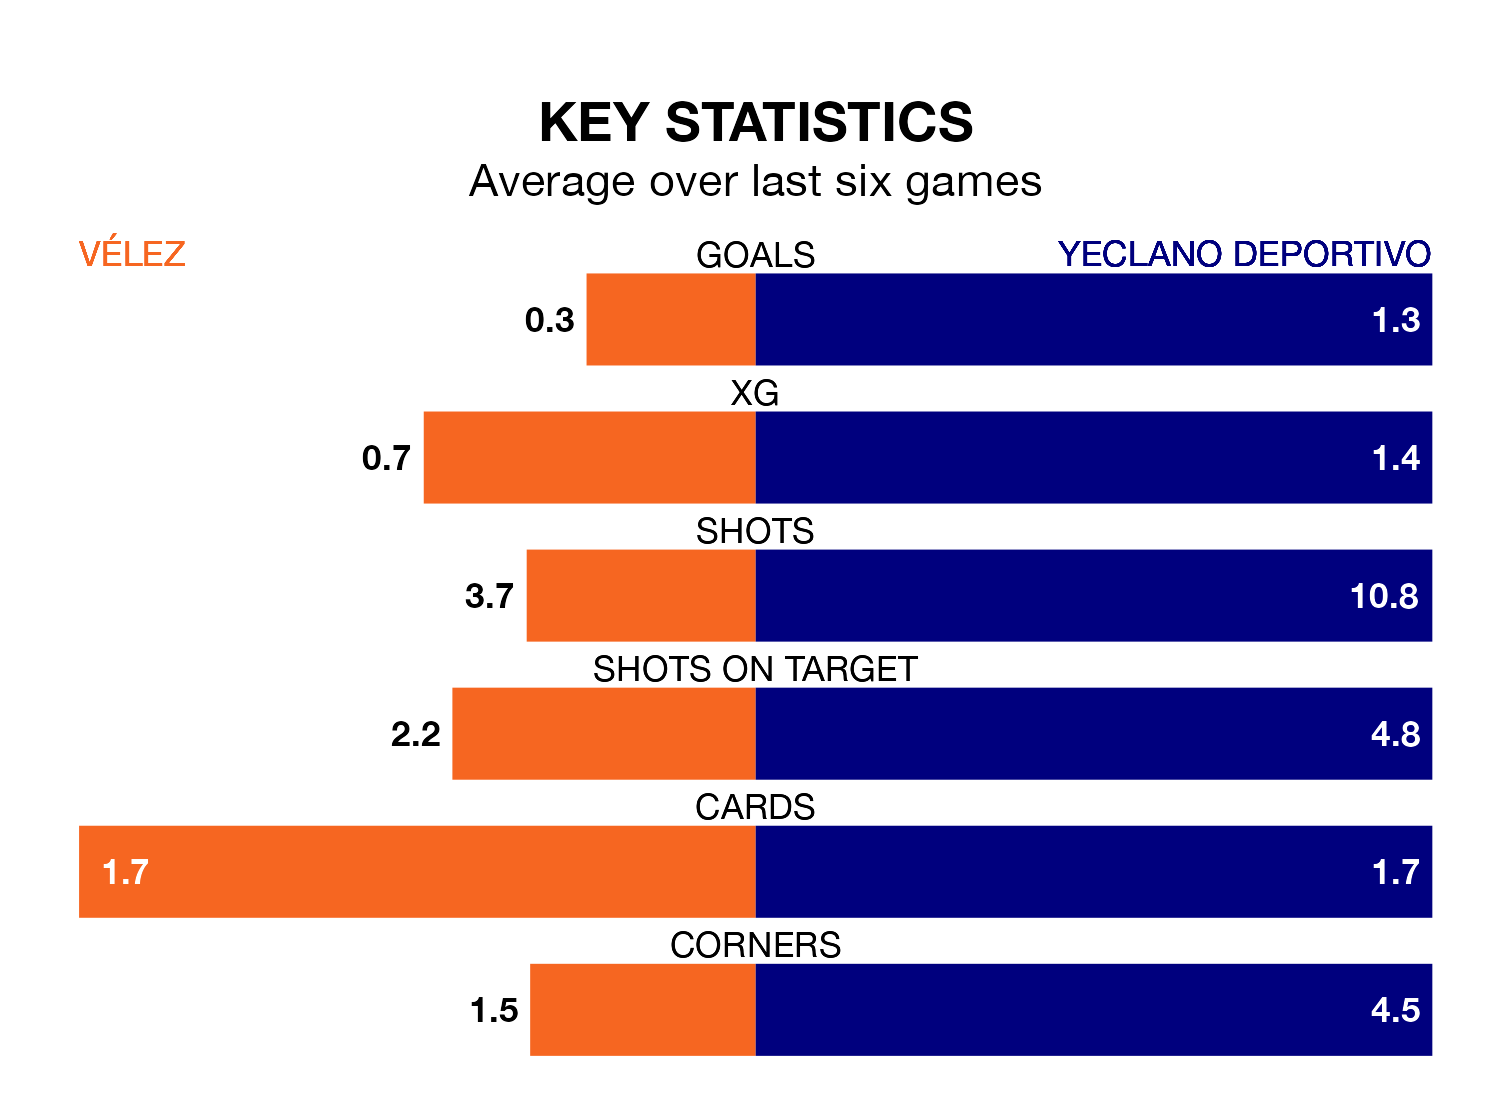 KEY STATISTICS
Average over last six games
VÉLEZ GOALS YECLANO DEPORTIVO
0.3 1.3
XG
0.7 1.4
SHOTS
3.7 10.8
SHOTS ON TARGET
2.2 4.8
CARDS
1.7 1.7
CORNERS
1.5 4.5